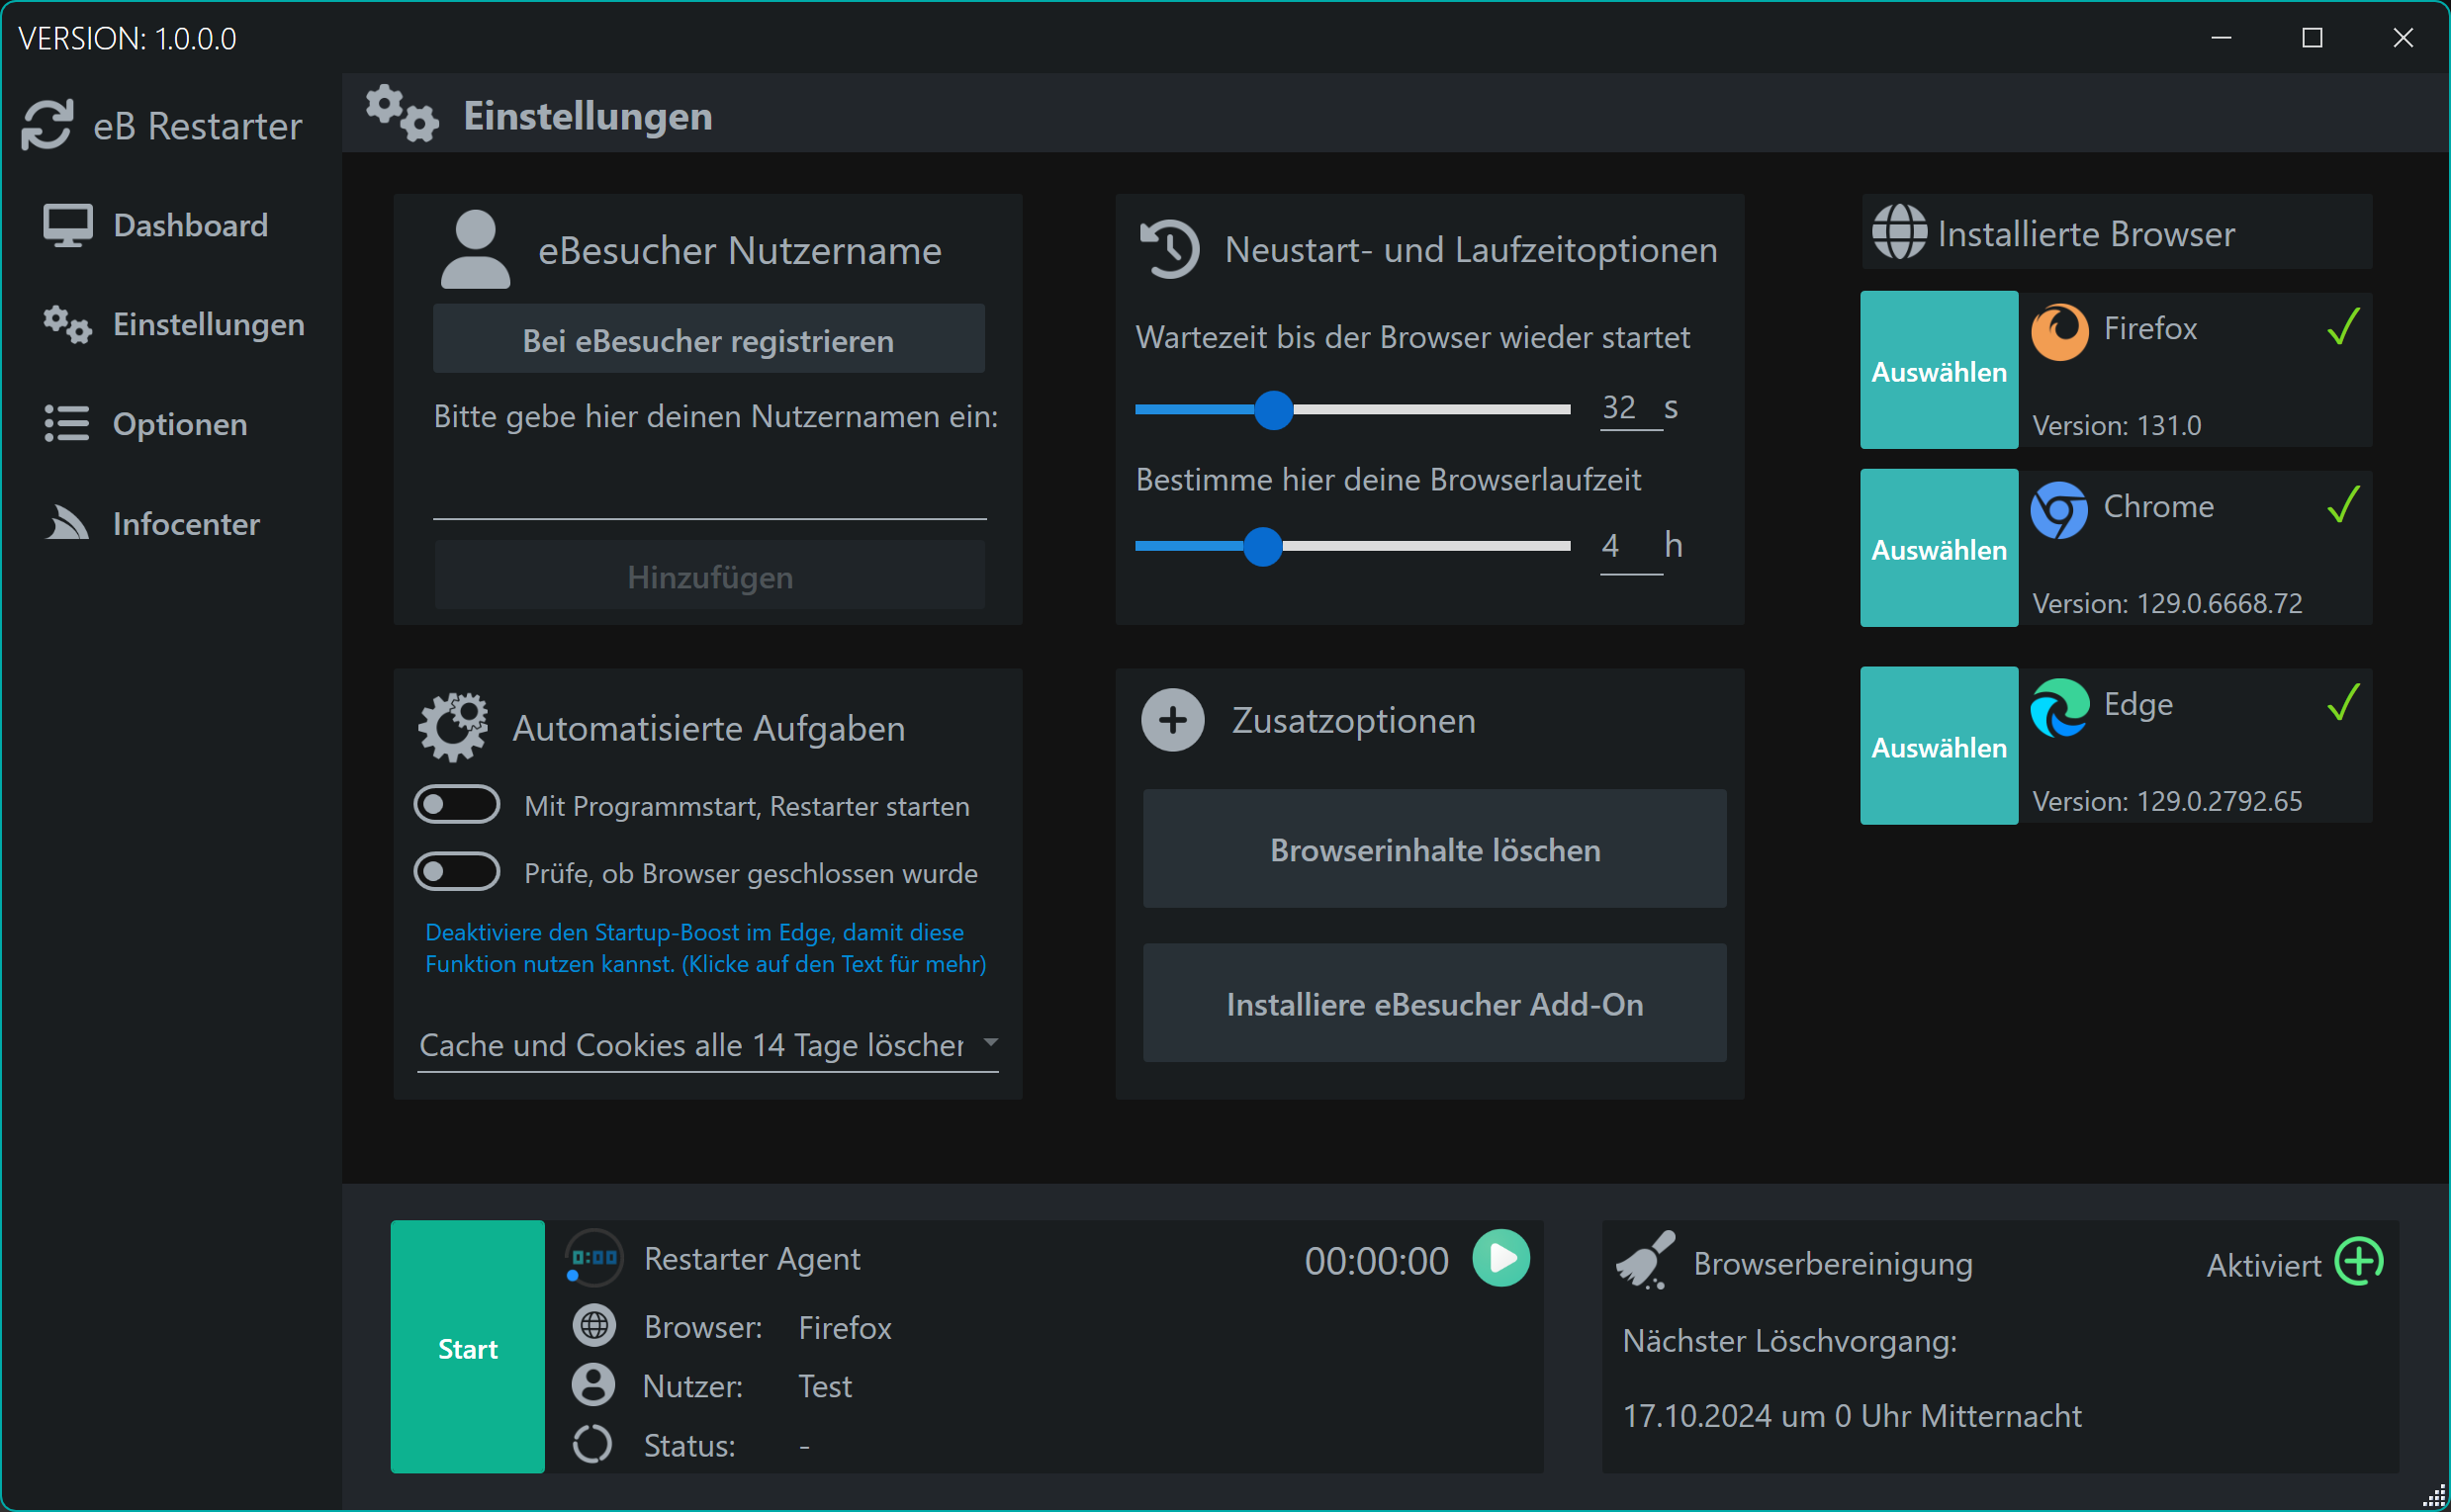 VERSION: 1.0.0.0
eB Restarter
Dashboard
Einstellungen
Optionen
Infocenter
Einstellungen
eBesucher Nutzername
Bei eBesucher registrieren
Bitte gebe hier deinen Nutzernamen ein:
Hinzufügen
Neustart- und Laufzeitoptionen
Wartezeit bis der Browser wieder startet
32 s
Bestimme hier deine Browserlaufzeit
4 h
Installierte Browser
Auswählen
Firefox
Version: 131.0
Auswählen
Chrome
Version: 129.0.6668.72
Auswählen
Edge
Version: 129.0.2792.65
Automatisierte Aufgaben
Mit Programmstart, Restarter starten
Prüfe, ob Browser geschlossen wurde
Deaktiviere den Startup-Boost im Edge, damit diese
Funktion nutzen kannst. (Klicke auf den Text für mehr)
Cache und Cookies alle 14 Tage löschen
Zusatzoptionen
Browserinhalte löschen
Installiere eBesucher Add-On
Start
0:00
Restarter Agent
00:00:00
Browser: Firefox
Nutzer: Test
Status: -
Browserbereinigung
Aktiviert
Nächster Löschvorgang:
17.10.2024 um 0 Uhr Mitternacht